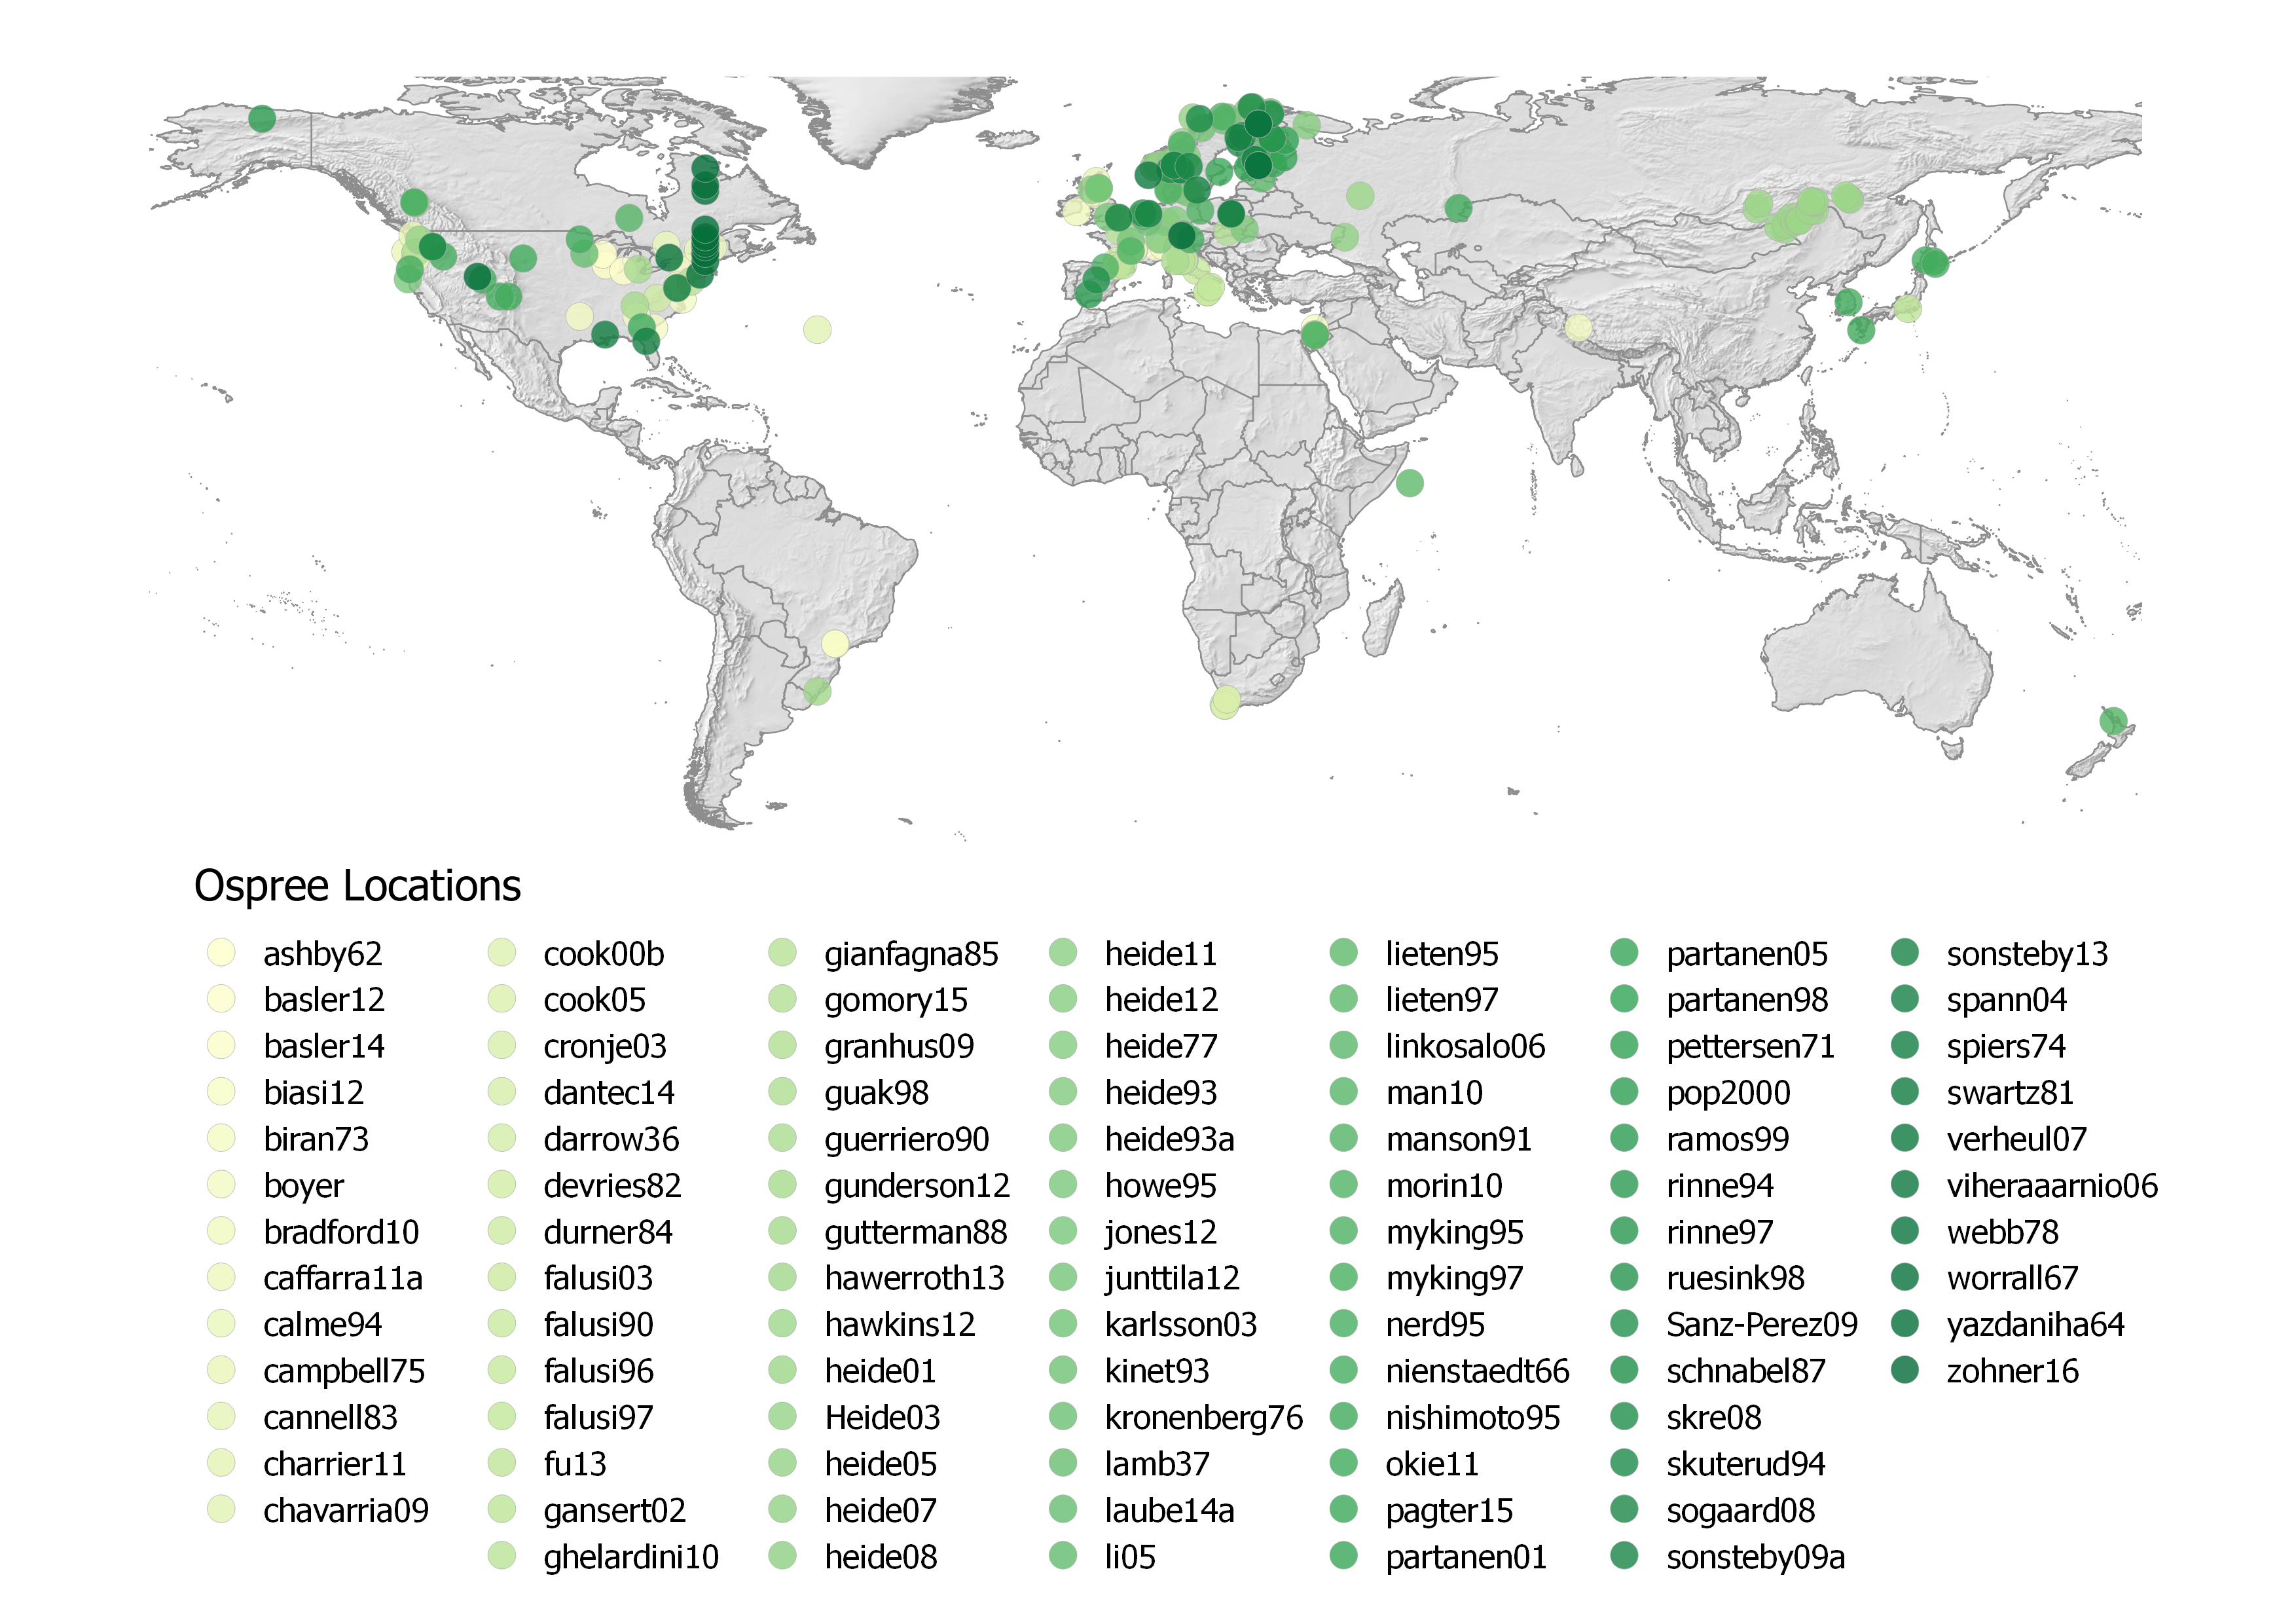 Ospree Locations
ashby62
basler12
basler14
biasi12
biran73
boyer
bradford10
caffarra11a
calme94
campbell75
cannell83
charrier11
chavarria09
cook00b
cook05
cronje03
dantec14
darrow36
devries82
durner84
falusi03
falusi90
falusi96
falusi97
fu13
gansert02
ghelardini10
gianfagna85
gomory15
granhus09
guak98
guerriero90
gunderson12
gutterman88
hawerroth13
hawkins12
heide01
Heide03
heide05
heide07
heide08
heide11
heide12
heide77
heide93
heide93a
howe95
jones12
junttila12
karlsson03
kinet93
kronenberg76
lamb37
laube14a
li05
lieten95
lieten97
linkosalo06
man10
manson91
morin10
myking95
myking97
nerd95
nienstaedt66
nishimoto95
okie11
pagter15
partanen01
partanen05
partanen98
pettersen71
pop2000
ramos99
rinne94
rinne97
ruesink98
Sanz-Perez09
schnabel87
skre08
skuterud94
sogaard08
sonsteby09a
sonsteby13
spann04
spiers74
swartz81
verheul07
viheraaarnio06
webb78
worrall67
yazdaniha64
zohner16